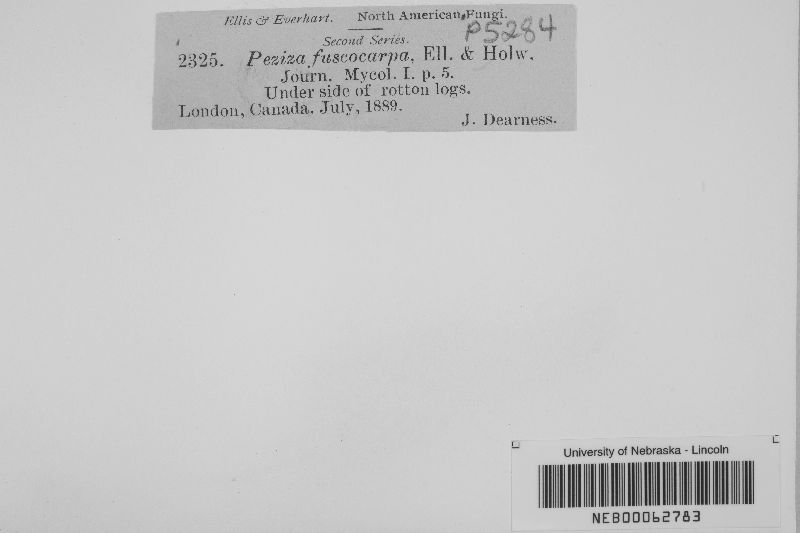 Ellis & Everhart. North American Fungi.
P5284
Second Series.
2325. Peziza fuscocarpa, Ell. & Holw.
Journ. Mycol. I. p. 5.
Under side of rotton logs.
London, Canada. July, 1889.
J. Dearness.
University of Nebraska - Lincoln
NEB00062783